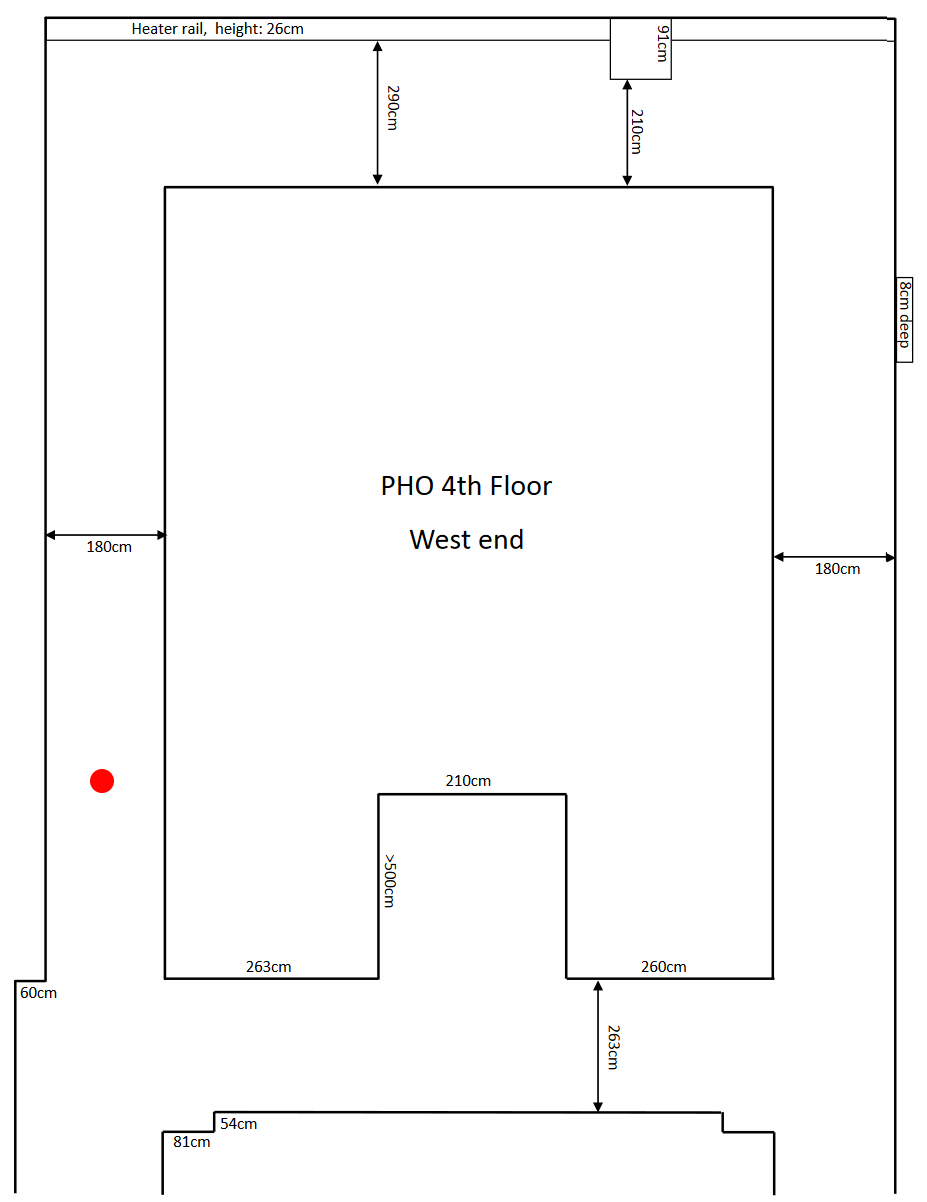 Heater rail,  height: 26cm
91cm
290cm
210cm
8cm deep
PHO 4th Floor
West end
180cm
180cm
210cm
>500cm
263cm
260cm
60cm
263cm
54cm
81cm